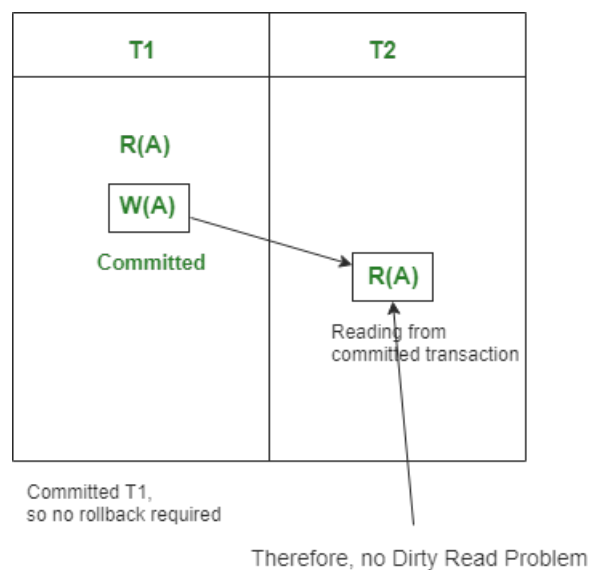 T1 T2
R(A)
W(A)
Committed
R(A)
Reading from
committed transaction
Committed T1,
so no rollback required
Therefore, no Dirty Read Problem